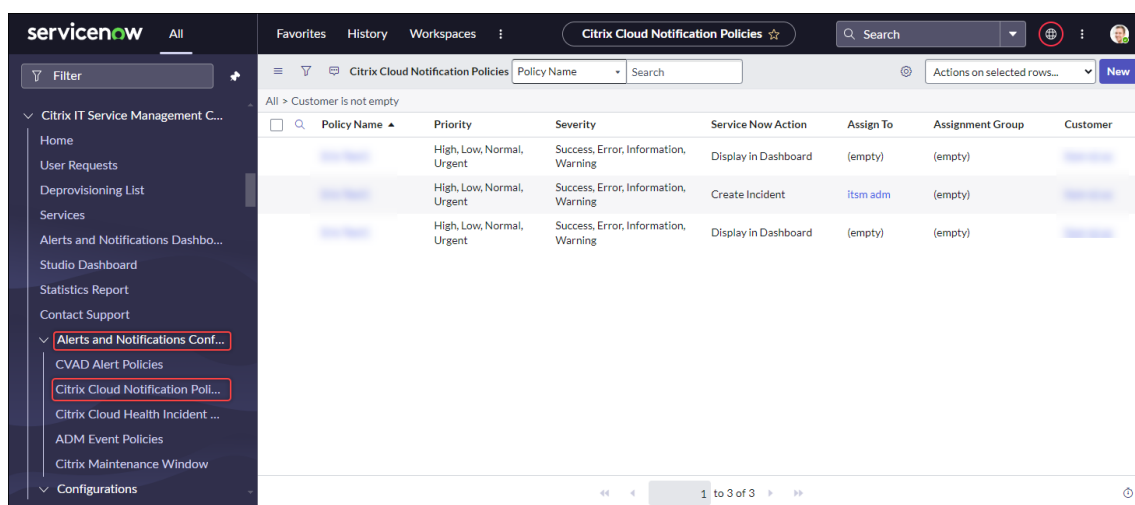 servicenow
All
Favorites
History
Workspaces
Citrix Cloud Notification Policies
Search
Filter
Citrix IT Service Management C...
Home
User Requests
Deprovisioning List
Services
Alerts and Notifications Dashbo...
Studio Dashboard
Statistics Report
Contact Support
Alerts and Notifications Conf...
CVAD Alert Policies
Citrix Cloud Notification Poli...
Citrix Cloud Health Incident ...
ADM Event Policies
Citrix Maintenance Window
Configurations
Citrix Cloud Notification Policies
Policy Name
Search
Actions on selected rows...
New
All > Customer is not empty
Policy Name
Priority
Severity
Service Now Action
Assign To
Assignment Group
Customer
High, Low, Normal,
Urgent
Success, Error, Information,
Warning
Display in Dashboard
(empty)
(empty)
High, Low, Normal,
Urgent
Success, Error, Information,
Warning
Create Incident
itsm adm
(empty)
High, Low, Normal,
Urgent
Success, Error, Information,
Warning
Display in Dashboard
(empty)
(empty)
1 to 3 of 3